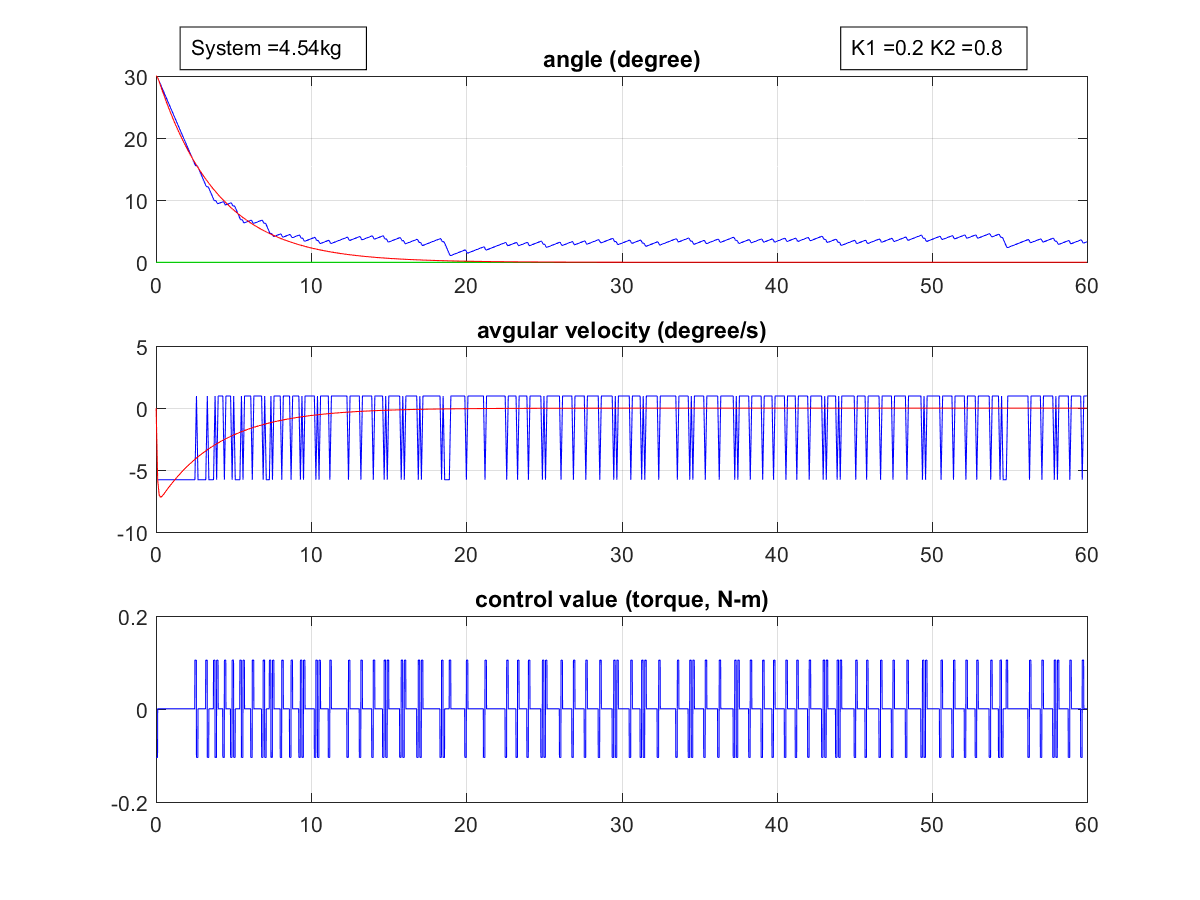 System =4.54kg
K1 =0.2 K2 =0.8
angle (degree)
30
20
10
0
0 10 20 30 40 50 60
avgular velocity (degree/s)
5
0
-5
-10
0 10 20 30 40 50 60
control value (torque, N-m)
0.2
0
-0.2
0 10 20 30 40 50 60